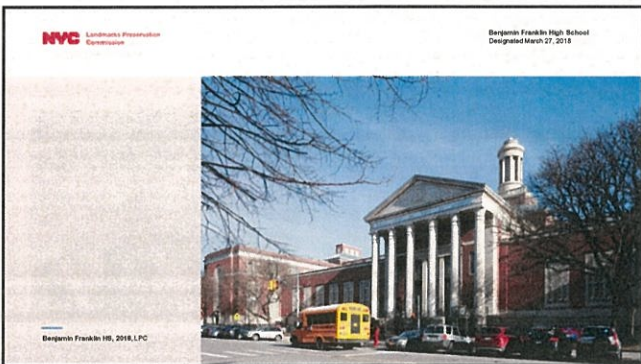 NYC
Landmarks Preservation
Commission
Benjamin Franklin High School
Designated March 27, 2018
Benjamin Franklin HS, 2018, LPC